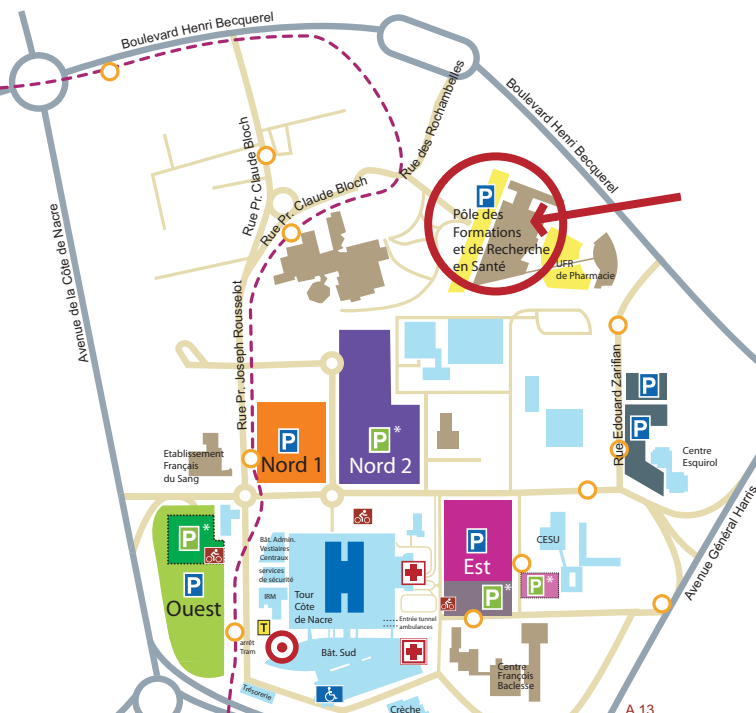 Boulevard Henri Becquerel
Boulevard Henri Becquerel
Rue des Rochambelles
Rue Pr. Claude Bloch
Rue Pr. Claude Bloch
Avenue de la Côte de Nacre
P
Pôle des
Formations
et de Recherche
en Santé
UFR
de Pharmacie
Rue Pr. Joseph Rousselot
Rue Edouard Zarifian
P
P
P
Nord 1
P *
Nord 2
Etablissement
Français
du Sang
Centre
Esquirol
Avenue Général Harris
P *
P
Ouest
Bât. Admin.
Vestiaires
Centraux
services
de sécurité
IRM
Tour
Côte
de Nacre
H
P
Est
P *
P *
CESU
Entrée tunnel
ambulances
T
arrêt
Tram
Bât. Sud
Trésorerie
Crèche
Centre
François
Baclesse
A 13